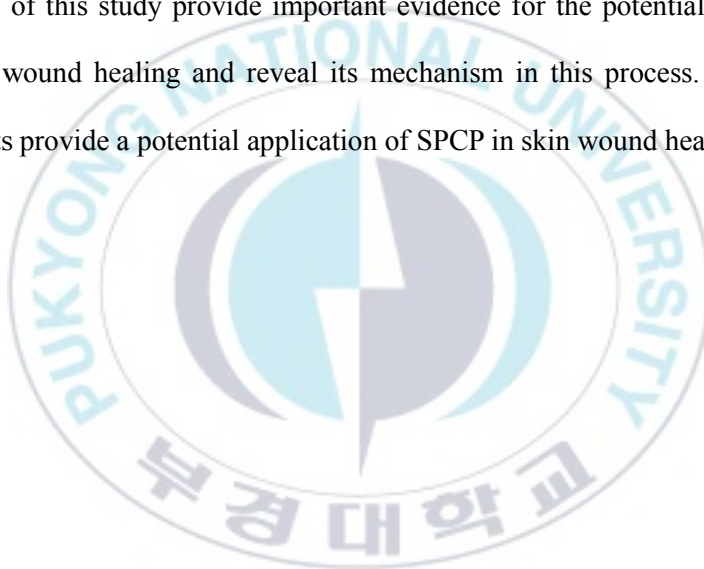 of this study provide important evidence for the potential
wound healing and reveal its mechanism in this process.
ts provide a potential application of SPCP in skin wound hea
PUKYONG NATIONAL UNIVERSITY
부경대학교